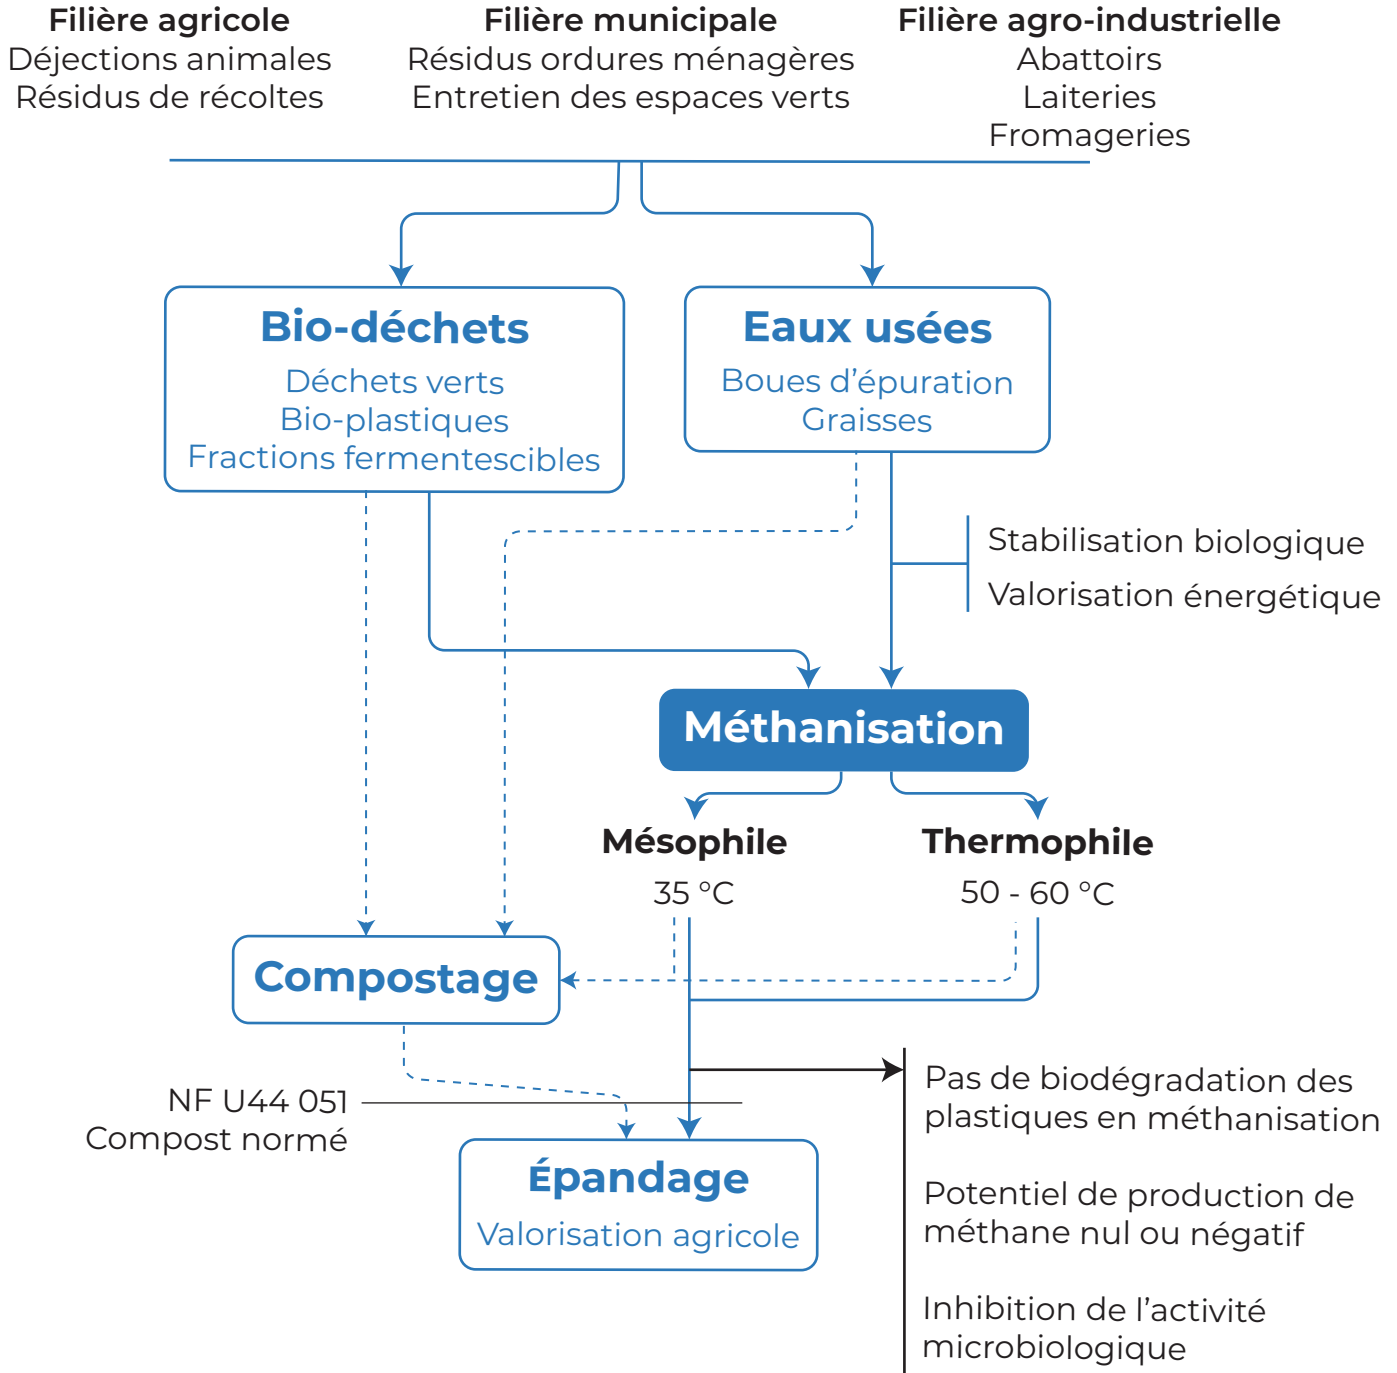 Filière agricole
Déjections animales
Résidus de récoltes
Filière municipale
Résidus ordures ménagères
Entretien des espaces verts
Filière agro-industrielle
Abattoirs
Laiteries
Fromageries
Bio-déchets
Déchets verts
Bio-plastiques
Fractions fermentescibles
Eaux usées
Boues d’épuration
Graisses
Stabilisation biologique
Valorisation énergétique
Méthanisation
Mésophile
35 °C
Thermophile
50 - 60 °C
Compostage
NF U44 051
Compost normé
Épandage
Valorisation agricole
Pas de biodégradation des
plastiques en méthanisation
Potentiel de production de
méthane nul ou négatif
Inhibition de l’activité
microbiologique